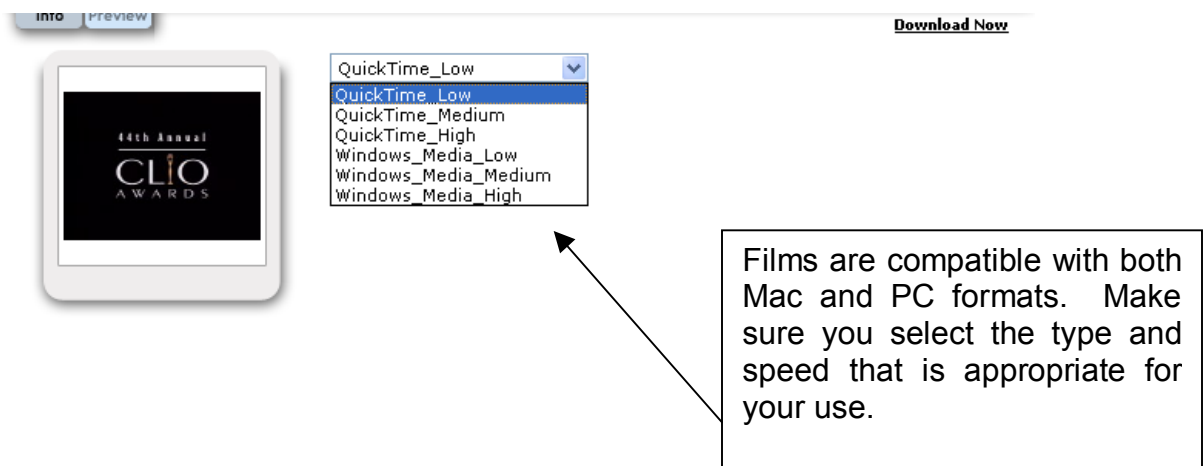 Info Preview
Download Now
44th Annual
CLIO
AWARDS
QuickTime_Low
QuickTime_Low
QuickTime_Medium
QuickTime_High
Windows_Media_Low
Windows_Media_Medium
Windows_Media_High
Films are compatible with both
Mac and PC formats. Make
sure you select the type and
speed that is appropriate for
your use.